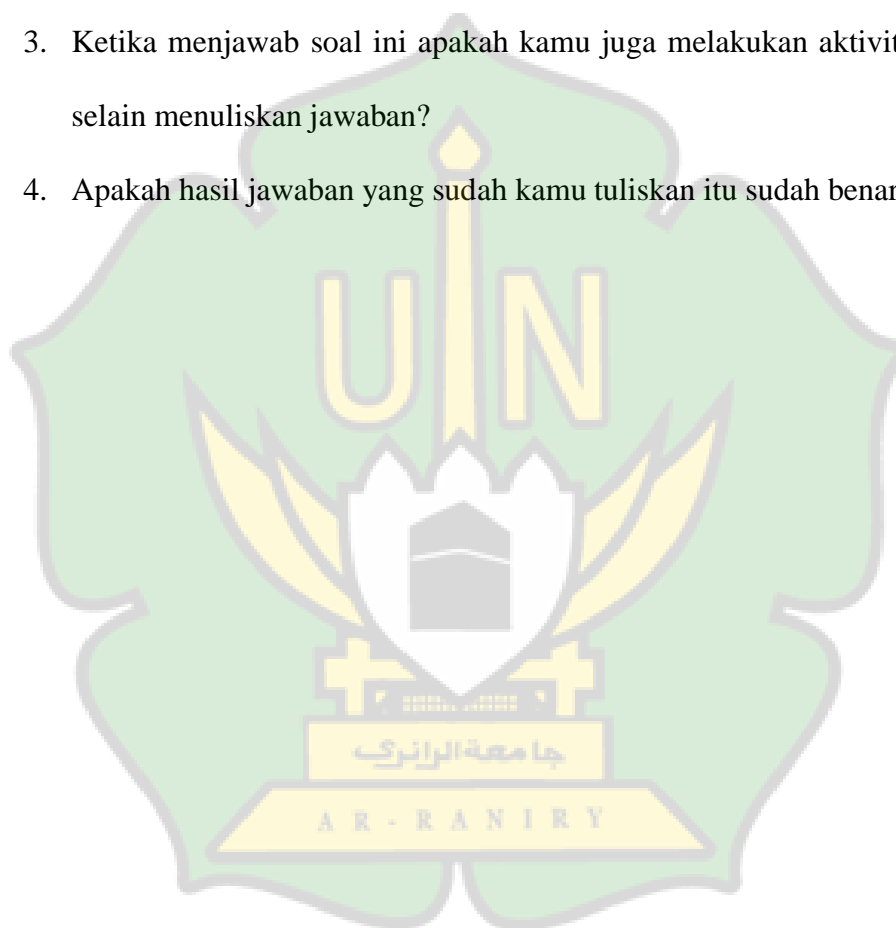 3. Ketika menjawab soal ini apakah kamu juga melakukan aktivit
selain menuliskan jawaban?
4. Apakah hasil jawaban yang sudah kamu tuliskan itu sudah benar
UIN
جامعة الرانري
AR-RANIRY